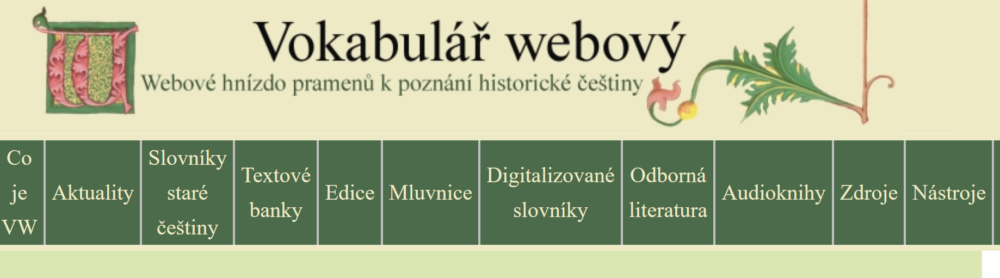 Vokabulář webový
Webové hnízdo pramenů k poznání historické češtiny
Co
je
VW
Aktuality
Slovníky
staré
češtiny
Textové
banky
Edice
Mluvnice
Digitalizované
slovníky
Odborná
literatura
Audioknihy
Zdroje
Nástroje